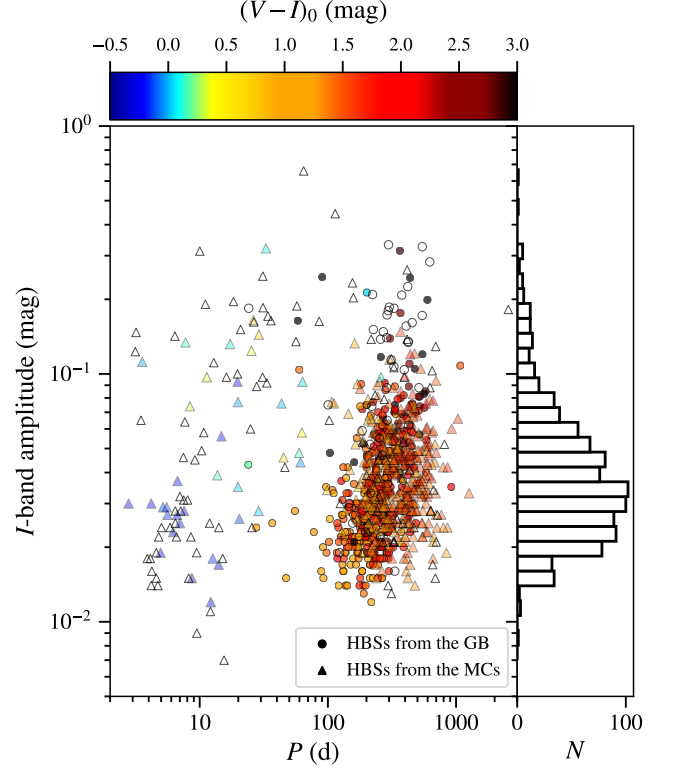 (V − I)₀ (mag)
−0.5 0.0 0.5 1.0 1.5 2.0 2.5 3.0
10⁰
10⁻¹
10⁻²
I-band amplitude (mag)
HBSs from the GB
HBSs from the MCs
10 100 1000 0 100
P (d) N